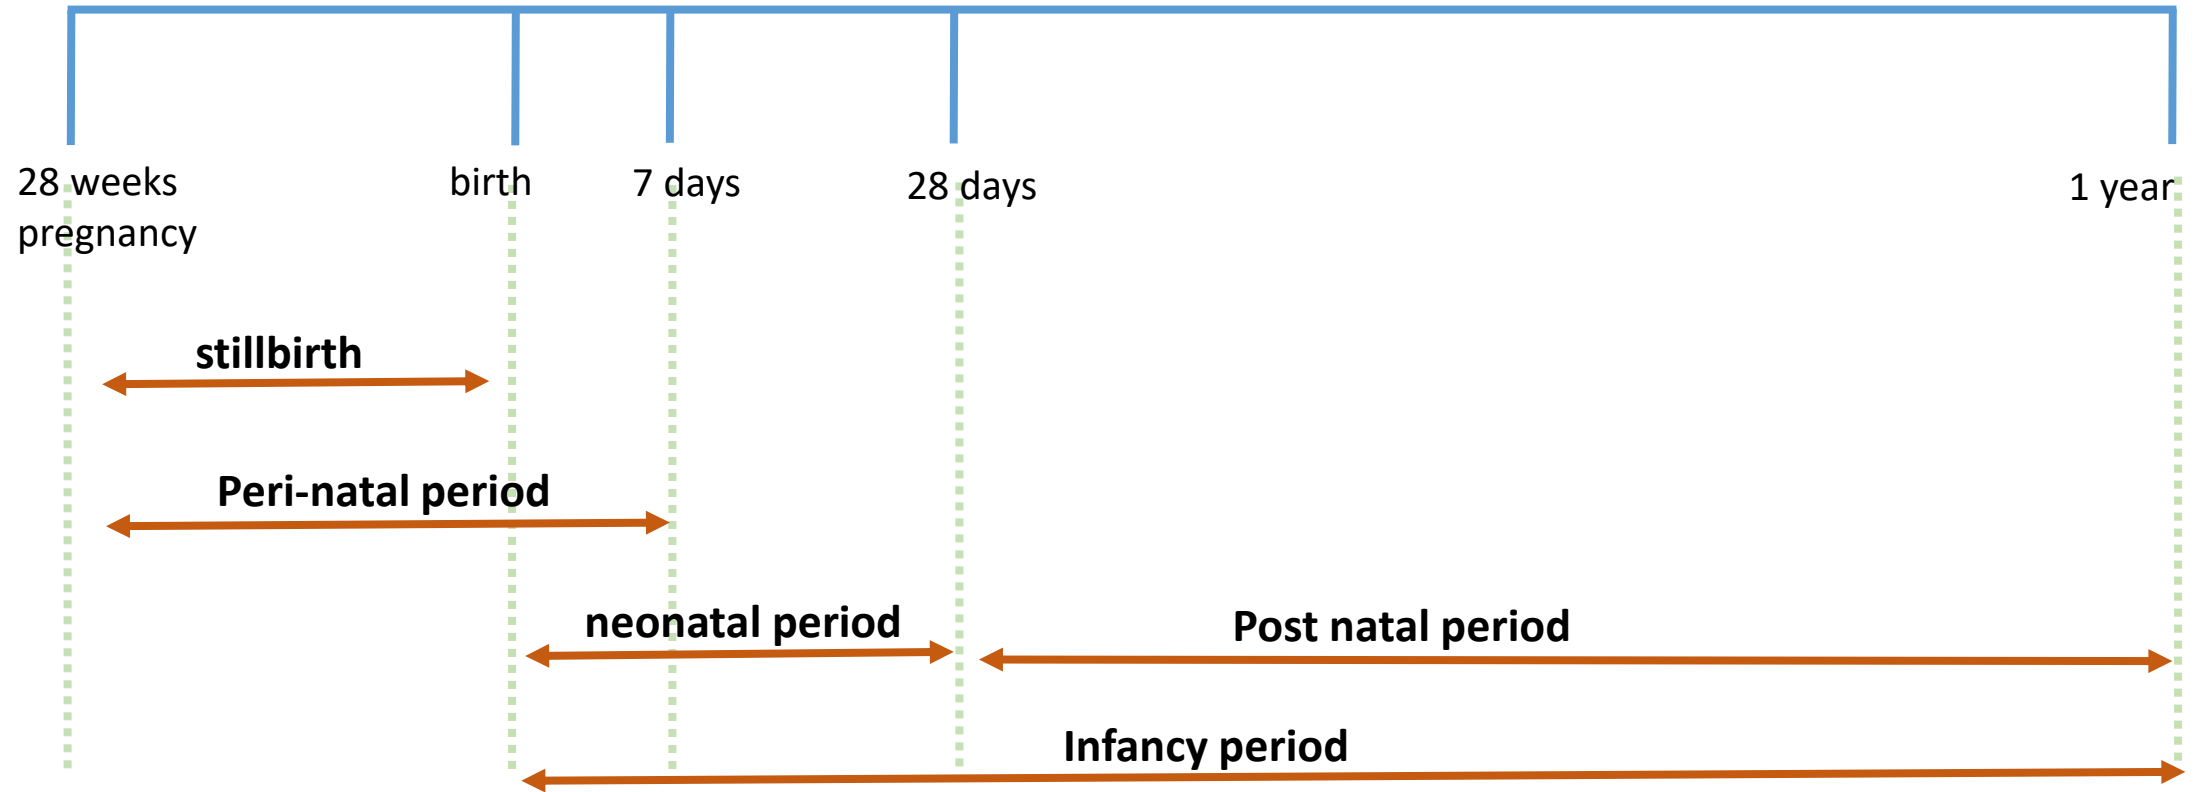 28 weeks
pregnancy
birth
7 days
28 days
1 year
stillbirth
Peri-natal period
neonatal period
Post natal period
Infancy period